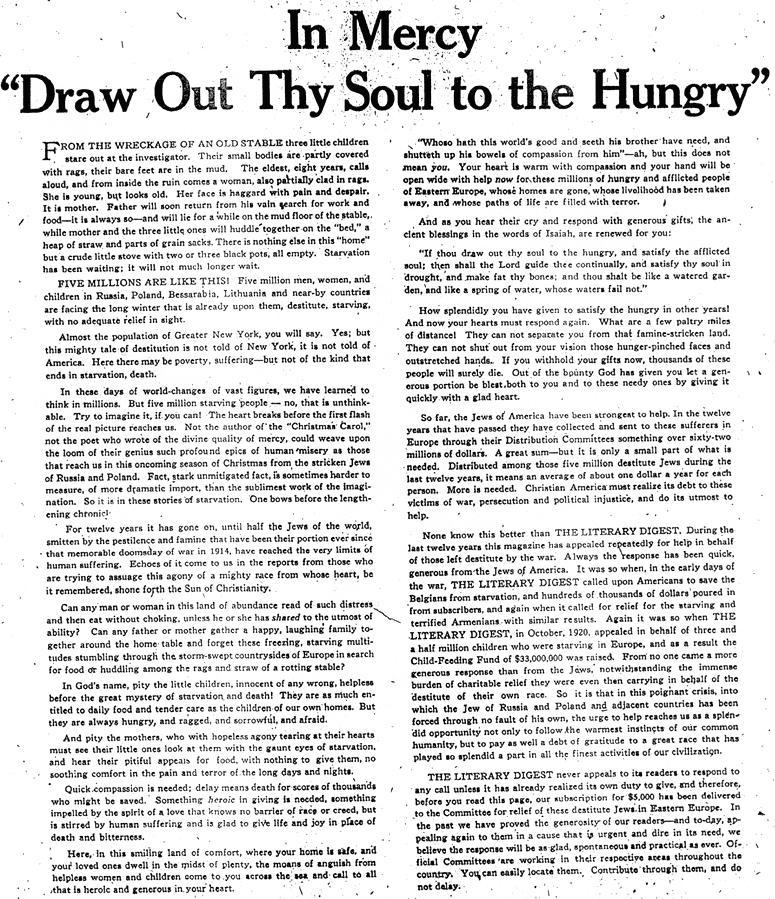 In Mercy
“Draw Out Thy Soul to the Hungry”
FROM THE WRECKAGE OF AN OLD STABLE three little children
stare out at the investigator. Their small bodies are partly covered
with rags, their bare feet are in the mud. The eldest, eight years, calls
aloud, and from inside the ruin comes a woman, also partially clad in rags.
She is young, but looks old. Her face is haggard with pain and despair.
It is mother. Father will soon return from his vain search for work and
food—it is always so—and will lie for a while on the mud floor of the stable,
while mother and the three little ones will huddle together on the “bed,” a
heap of straw and parts of grain sacks. There is nothing else in this “home”
but a crude little stove with two or three black pots, all empty. Starvation
has been waiting; it will not much longer wait.
FIVE MILLIONS ARE LIKE THIS! Five million men, women, and
children in Russia, Poland, Bessarabia, Lithuania and near-by countries
are facing the long winter that is already upon them, destitute, starving,
with no adequate relief in sight.
Almost the population of Greater New York, you will say. Yes; but
this mighty tale of destitution is not told of New York, it is not told of
America. Here there may be poverty, suffering—but not of the kind that
ends in starvation, death.
In these days of world-changes of vast figures, we have learned to
think in millions. But five million starving people — no, that is unthink-
able. Try to imagine it, if you can! The heart breaks before the first flash
of the real picture reaches us. Not the author of the “Christmas Carol,”
not the poet who wrote of the divine quality of mercy, could weave upon
the loom of their genius such profound epics of human misery as those
that reach us in this oncoming season of Christmas from the stricken Jews
of Russia and Poland. Fact, stark unmitigated fact, is sometimes harder to
measure, of more dramatic import, than the sublimest work of the imagi-
nation. So it is in these stories of starvation. One bows before the length-
ening chronicl
For twelve years it has gone on, until half the Jews of the world,
smitten by the pestilence and famine that have been their portion ever since
that memorable doomsday of war in 1914, have reached the very limits of
human suffering. Echoes of it come to us in the reports from those who
are trying to assuage this agony of a mighty race from whose heart, be
it remembered, shone forth the Sun of Christianity.
Can any man or woman in this land of abundance read of such distress
and then eat without choking, unless he or she has shared to the utmost of
ability? Can any father or mother gather a happy, laughing family to-
gether around the home table and forget these freezing, starving multi-
tudes stumbling through the storm-swept countrysides of Europe in search
for food or huddling among the rags and straw of a rotting stable?
In God’s name, pity the little children, innocent of any wrong, helpless
before the great mystery of starvation and death! They are as much en-
titled to daily food and tender care as the children of our own homes. But
they are always hungry, and ragged, and sorrowful, and afraid.
And pity the mothers, who with hopeless agony tearing at their hearts
must see their little ones look at them with the gaunt eyes of starvation,
and hear their pitiful appeals for food, with nothing to give them, no
soothing comfort in the pain and terror of the long days and nights.
Quick compassion is needed; delay means death for scores of thousands
who might be saved. Something heroic in giving is needed, something
impelled by the spirit of a love that knows no barrier of race or creed, but
is stirred by human suffering and is glad to give life and joy in place of
death and bitterness.
Here, in this smiling land of comfort, where your home is safe, and
your loved ones dwell in the midst of plenty, the moans of anguish from
helpless women and children come to you across the sea and call to all
that is heroic and generous in your heart.
“Whoso hath this world’s good and seeth his brother have need, and
shutteth up his bowels of compassion from him”—ah, but this does not
mean you. Your heart is warm with compassion and your hand will be
open wide with help now for these millions of hungry and afflicted people
of Eastern Europe, whose homes are gone, whose livelihood has been taken
away, and whose paths of life are filled with terror.
And as you hear their cry and respond with generous gifts, the an-
cient blessings in the words of Isaiah, are renewed for you:
“If thou draw out thy soul to the hungry, and satisfy the afflicted
soul; then shall the Lord guide thee continually, and satisfy thy soul in
drought, and make fat thy bones; and thou shalt be like a watered gar-
den, and like a spring of water, whose waters fail not.”
How splendidly you have given to satisfy the hungry in other years!
And now your hearts must respond again. What are a few paltry miles
of distance! They can not separate you from that famine-stricken land.
They can not shut out from your vision those hunger-pinched faces and
outstretched hands. If you withhold your gifts now, thousands of these
people will surely die. Out of the bounty God has given you let a gen-
erous portion be blest both to you and to these needy ones by giving it
quickly with a glad heart.
So far, the Jews of America have been strongest to help. In the twelve
years that have passed they have collected and sent to these sufferers in
Europe through their Distribution Committees something over sixty-two
millions of dollars. A great sum—but it is only a small part of what is
needed. Distributed among those five million destitute Jews during the
last twelve years, it means an average of about one dollar a year for each
person. More is needed. Christian America must realize its debt to these
victims of war, persecution and political injustice, and do its utmost to
help.
None know this better than THE LITERARY DIGEST. During the
last twelve years this magazine has appealed repeatedly for help in behalf
of those left destitute by the war. Always the response has been quick,
generous from the Jews of America. It was so when, in the early days of
the war, THE LITERARY DIGEST called upon Americans to save the
Belgians from starvation, and hundreds of thousands of dollars poured in
from subscribers, and again when it called for relief for the starving and
terrified Armenians with similar results. Again it was so when THE
LITERARY DIGEST, in October, 1920, appealed in behalf of three and
a half million children who were starving in Europe, and as a result the
Child-Feeding Fund of $33,000,000 was raised. From no one came a more
generous response than from the Jews, notwithstanding the immense
burden of charitable relief they were even then carrying in behalf of the
destitute of their own race. So it is that in this poignant crisis, into
which the Jew of Russia and Poland and adjacent countries has been
forced through no fault of his own, the urge to help reaches us as a splen-
did opportunity not only to follow the warmest instincts of our common
humanity, but to pay as well a debt of gratitude to a great race that has
played so splendid a part in all the finest activities of our civilization.
THE LITERARY DIGEST never appeals to its readers to respond to
any call unless it has already realized its own duty to give, and therefore,
before you read this page, our subscription for $5,000 has been delivered
to the Committee for relief of these destitute Jews in Eastern Europe. In
the past we have proved the generosity of our readers—and to-day, ap-
pealing again to them in a cause that is urgent and dire in its need, we
believe the response will be as glad, spontaneous and practical as ever. Of-
ficial Committees are working in their respective areas throughout the
country. You can easily locate them. Contribute through them, and do
not delay.